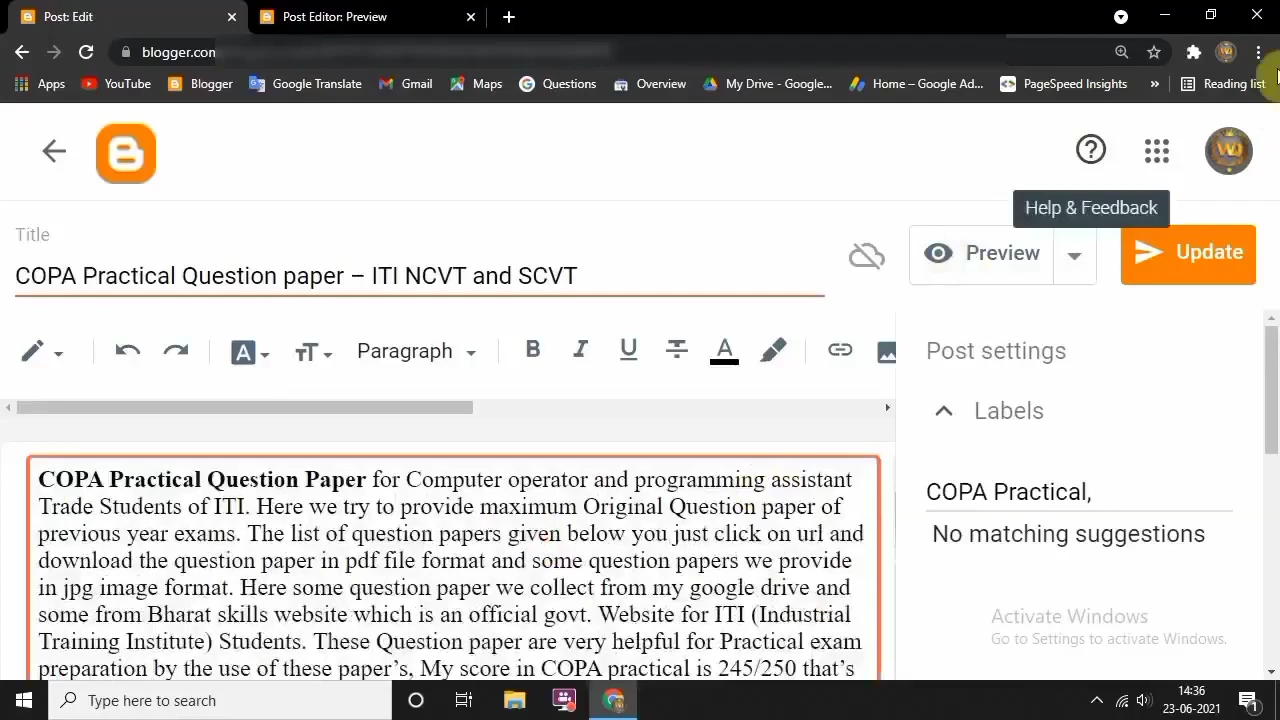 Post: Edit
Post Editor: Preview
blogger.com
Apps YouTube Blogger Google Translate Gmail Maps Questions Overview My Drive - Google... Home – Google Ad... PageSpeed Insights » Reading list
Help & Feedback
Title
COPA Practical Question paper – ITI NCVT and SCVT
Preview
Update
Paragraph
B I U A
Post settings
Labels
COPA Practical,
No matching suggestions
COPA Practical Question Paper for Computer operator and programming assistant
Trade Students of ITI. Here we try to provide maximum Original Question paper of
previous year exams. The list of question papers given below you just click on url and
download the question paper in pdf file format and some question papers we provide
in jpg image format. Here some question paper we collect from my google drive and
some from Bharat skills website which is an official govt. Website for ITI (Industrial
Training Institute) Students. These Question paper are very helpful for Practical exam
preparation by the use of these paper’s, My score in COPA practical is 245/250 that’s
Activate Windows
Go to Settings to activate Windows.
Type here to search
14:36
23-06-2021
1